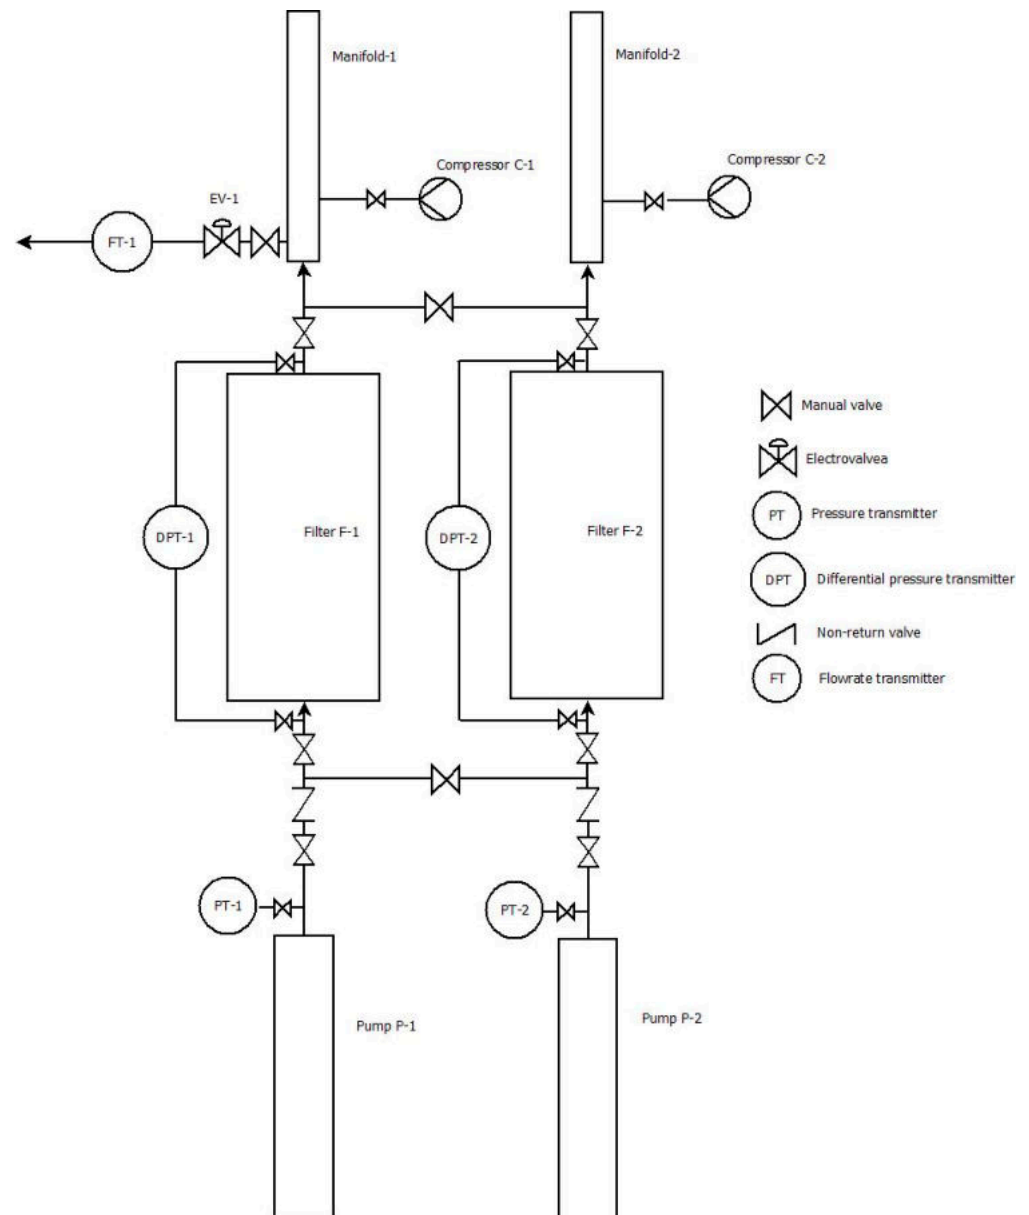 Manifold-1
Manifold-2
Compressor C-1
Compressor C-2
EV-1
FT-1
Manual valve
Electrovalvea
PT
Pressure transmitter
DPT-1
Filter F-1
DPT-2
Filter F-2
DPT
Differential pressure transmitter
Non-return valve
FT
Flowrate transmitter
PT-1
PT-2
Pump P-1
Pump P-2